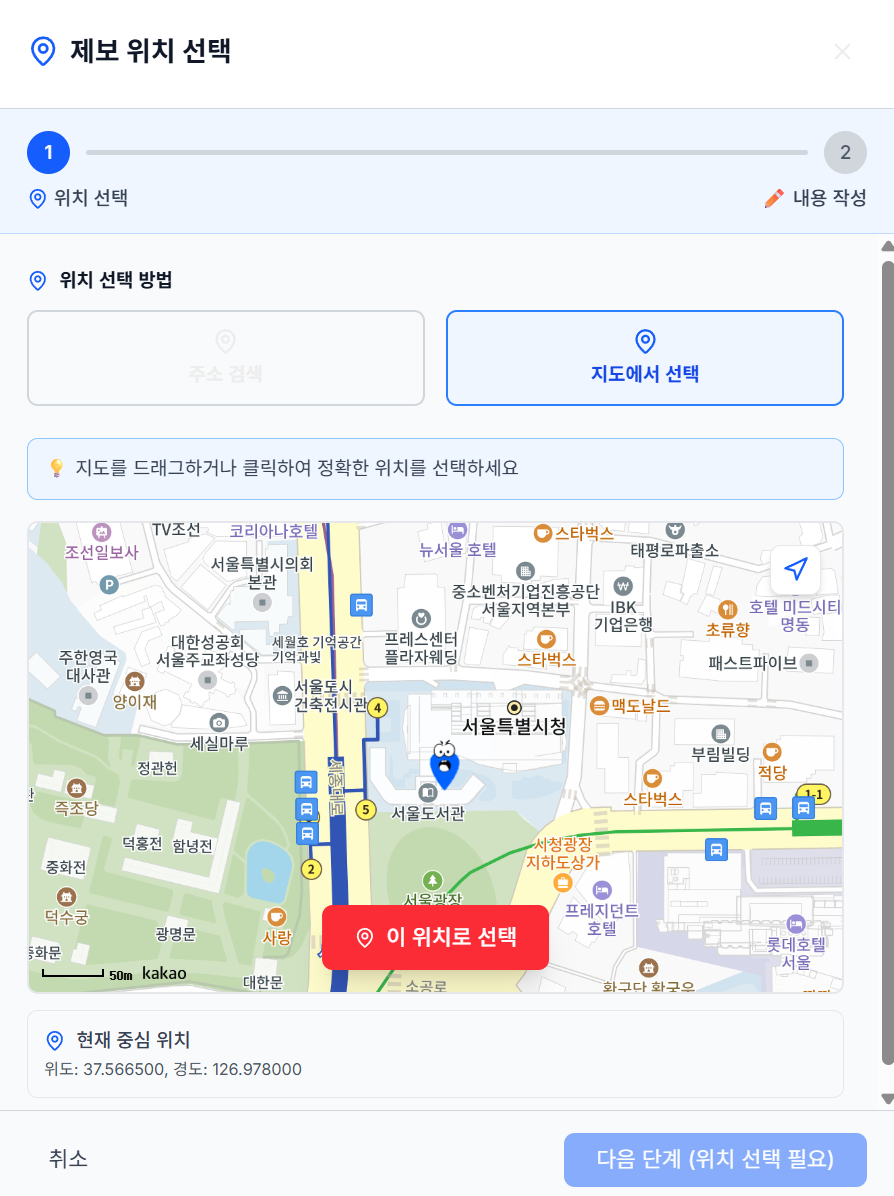 제보 위치 선택
1
2
위치 선택
내용 작성
위치 선택 방법
주소 검색
지도에서 선택
지도를 드래그하거나 클릭하여 정확한 위치를 선택하세요
TV조선
코리아나호텔
조선일보사
P
서울특별시의회
본관
뉴서울 호텔
스타벅스
태평로파출소
중소벤처기업진흥공단
서울지역본부
IBK
기업은행
초류향
호텔 미드시티
명동
대한성공회
서울주교좌성당
세월호 기억공간
기억과빛
프레스센터
플라자웨딩
스타벅스
패스트파이브
주한영국
대사관
양이재
서울도시
건축전시관
4
서울특별시청
맥도날드
세실마루
부림빌딩
정관헌
적당
즉조당
세종대로
서울도서관
스타벅스
1-1
5
덕홍전
함녕전
시청광장
지하도상가
중화전
2
덕수궁
서울광장
프레지던트
호텔
광명문
사랑
이 위치로 선택
롯데호텔
서울
중화문
50m
kakao
대한문
소공로
환구단 황궁우
현재 중심 위치
위도: 37.566500, 경도: 126.978000
취소
다음 단계 (위치 선택 필요)